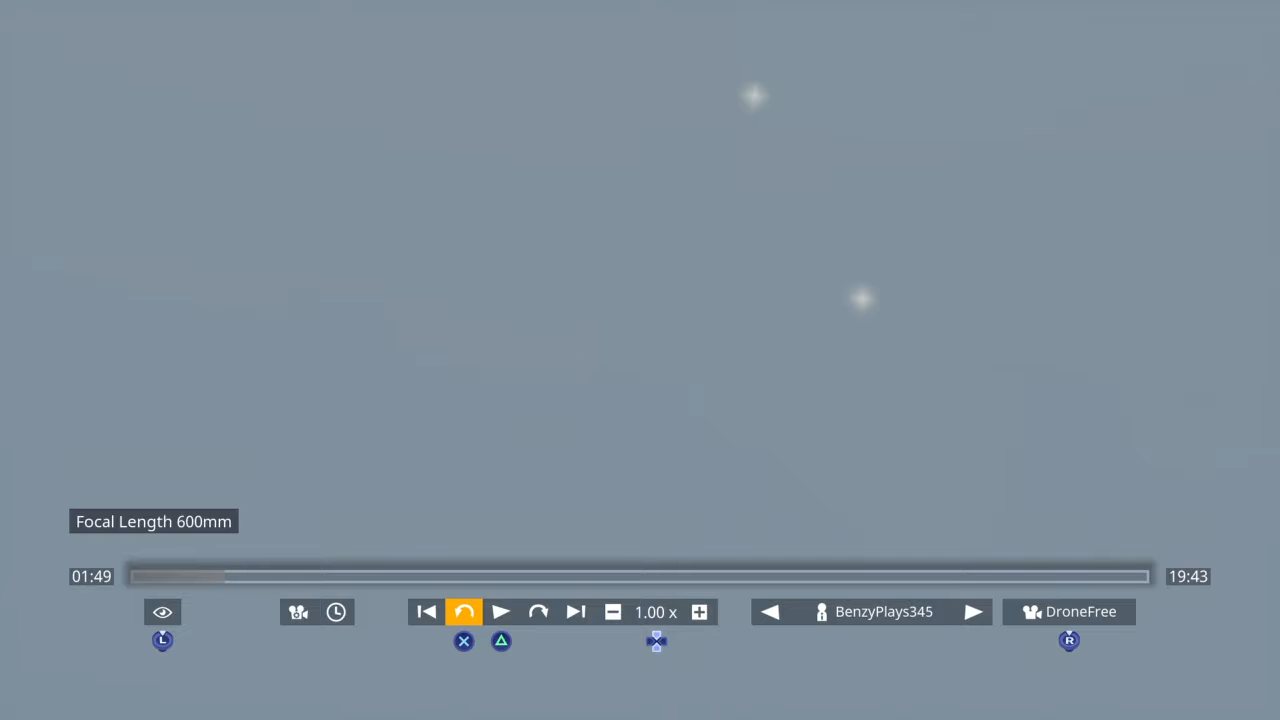 Focal Length 600mm
01:49
19:43
1.00 x
BenzyPlays345
DroneFree
L
R